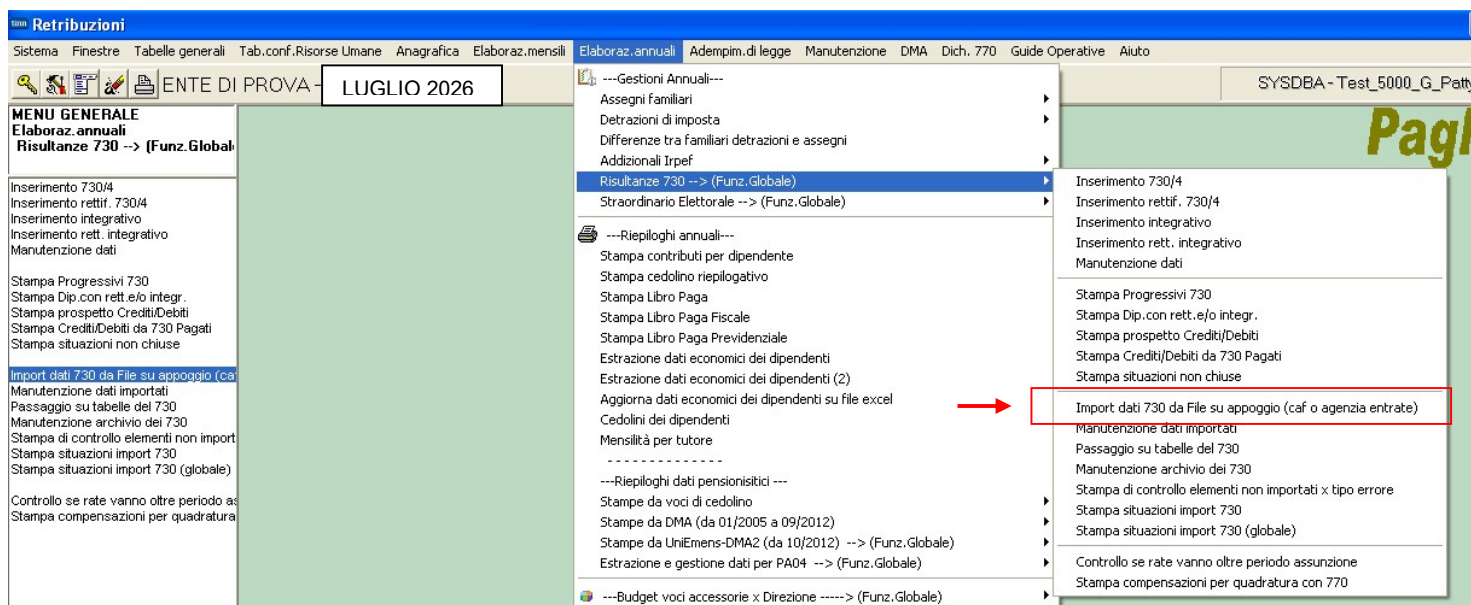 tinn Retribuzioni
Sistema Finestre Tabelle generali Tab.conf.Risorse Umane Anagrafica Elaboraz.mensili Elaboraz.annuali Adempim.di legge Manutenzione DMA Dich. 770 Guide Operative Aiuto
ENTE DI PROVA - LUGLIO 2026
SYSDBA - Test_5000_G_Patty
MENU GENERALE
Elaboraz.annuali
Risultanze 730 --> (Funz.Global
Inserimento 730/4
Inserimento rettif. 730/4
Inserimento integrativo
Inserimento rett. integrativo
Manutenzione dati
Stampa Progressivi 730
Stampa Dip.con rett.e/o integr.
Stampa prospetto Crediti/Debiti
Stampa Crediti/Debiti da 730 Pagati
Stampa situazioni non chiuse
Import dati 730 da File su appoggio (caf
Manutenzione dati importati
Passaggio su tabelle del 730
Manutenzione archivio dei 730
Stampa di controllo elementi non import
Stampa situazioni import 730
Stampa situazioni import 730 (globale)
Controllo se rate vanno oltre periodo as
Stampa compensazioni per quadratura
---Gestioni Annuali---
Assegni familiari
Detrazioni di imposta
Differenze tra familiari detrazioni e assegni
Addizionali Irpef
Risultanze 730 --> (Funz.Globale)
Straordinario Elettorale --> (Funz.Globale)
---Riepiloghi annuali---
Stampa contributi per dipendente
Stampa cedolino riepilogativo
Stampa Libro Paga
Stampa Libro Paga Fiscale
Stampa Libro Paga Previdenziale
Estrazione dati economici dei dipendenti
Estrazione dati economici dei dipendenti (2)
Aggiorna dati economici dei dipendenti su file excel
Cedolini dei dipendenti
Mensilità per tutore
- - - - - - - - - - - - - -
---Riepiloghi dati pensionisitici ---
Stampe da voci di cedolino
Stampe da DMA (da 01/2005 a 09/2012)
Stampe da UniEmens-DMA2 (da 10/2012) --> (Funz.Globale)
Estrazione e gestione dati per PA04 --> (Funz.Globale)
---Budget voci accessorie x Direzione -----> (Funz.Globale)
Pagh
Inserimento 730/4
Inserimento rettif. 730/4
Inserimento integrativo
Inserimento rett. integrativo
Manutenzione dati
Stampa Progressivi 730
Stampa Dip.con rett.e/o integr.
Stampa prospetto Crediti/Debiti
Stampa Crediti/Debiti da 730 Pagati
Stampa situazioni non chiuse
Import dati 730 da File su appoggio (caf o agenzia entrate)
Manutenzione dati importati
Passaggio su tabelle del 730
Manutenzione archivio dei 730
Stampa di controllo elementi non importati x tipo errore
Stampa situazioni import 730
Stampa situazioni import 730 (globale)
Controllo se rate vanno oltre periodo assunzione
Stampa compensazioni per quadratura con 770